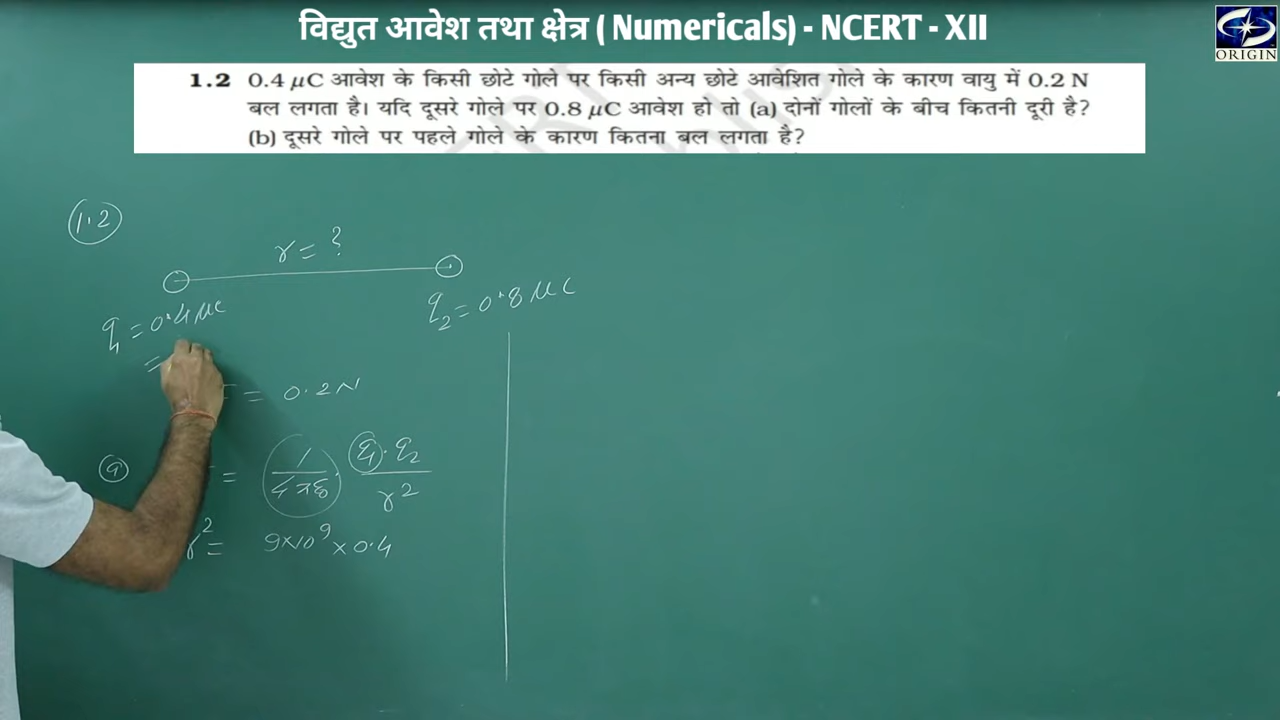 विद्युत आवेश तथा क्षेत्र ( Numericals) - NCERT - XII
ORIGIN
1.2 0.4 μC आवेश के किसी छोटे गोले पर किसी अन्य छोटे आवेशित गोले के कारण वायु में 0.2 N
बल लगता है। यदि दूसरे गोले पर 0.8 μC आवेश हो तो (a) दोनों गोलों के बीच कितनी दूरी है?
(b) दूसरे गोले पर पहले गोले के कारण कितना बल लगता है?
1.2
r = ?
q1 = 0.4 μC
q2 = 0.8 μC
=
= 0.2 N
(a) = (1/4πε0) q1.q2/r²
r² = 9×10⁹ × 0.4